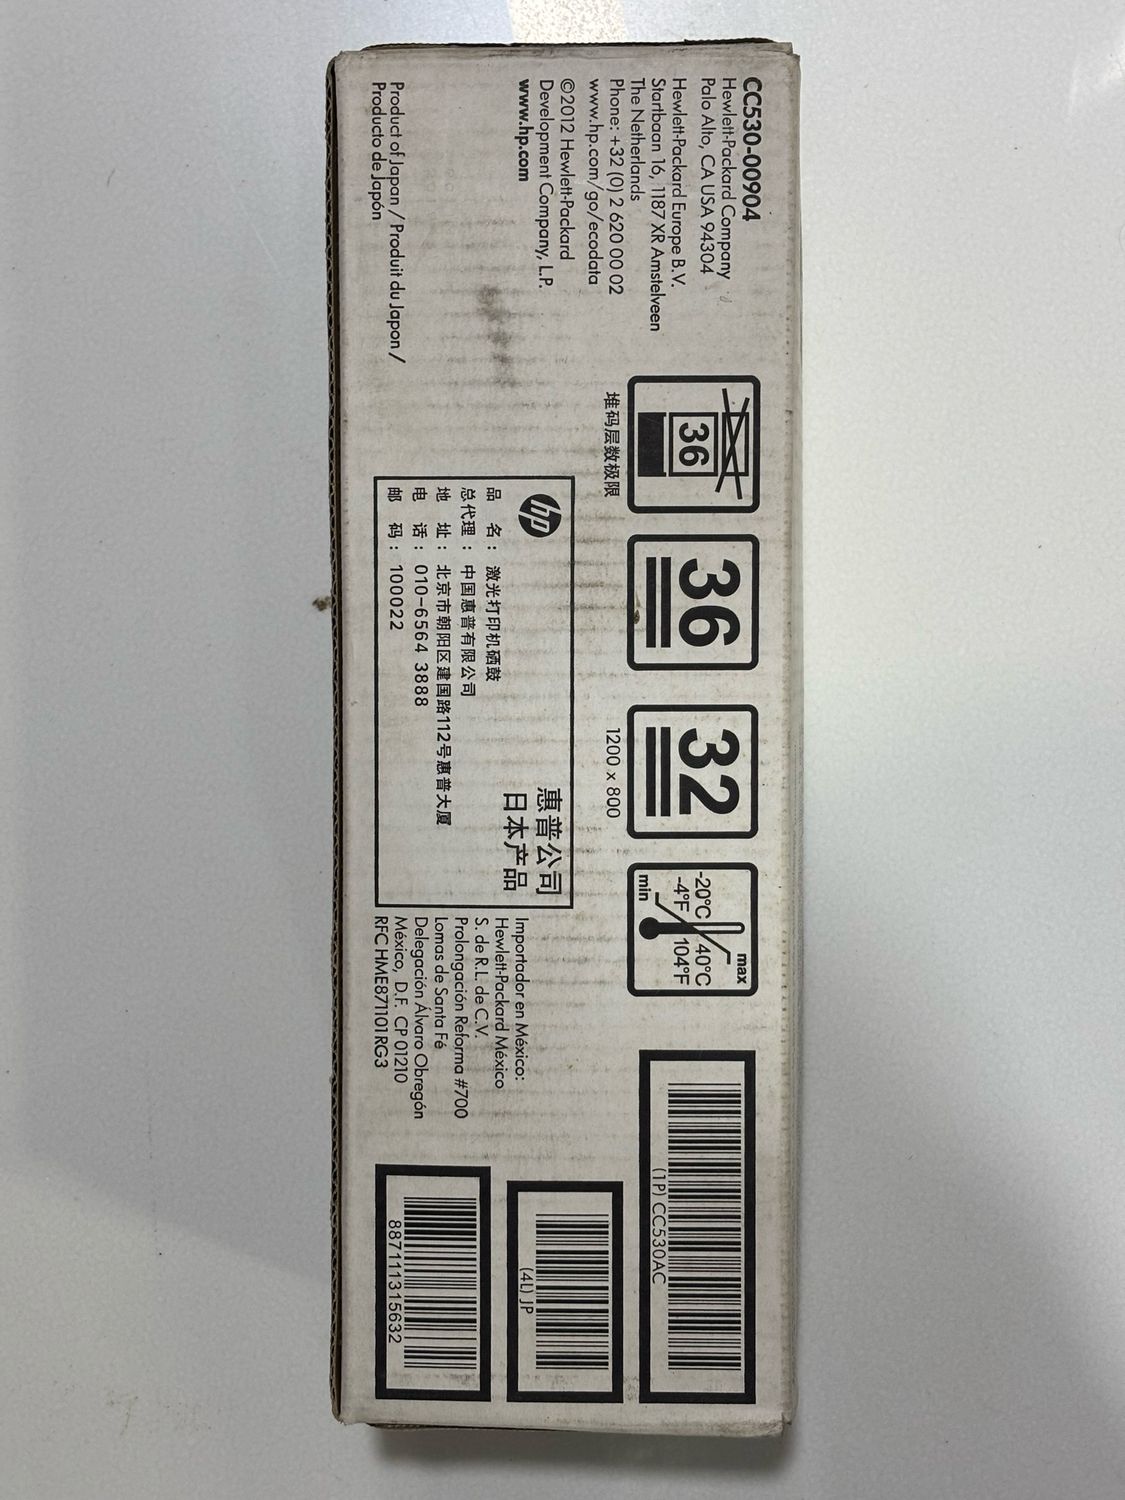 CC530-00904
Hewlett-Packard Company
Palo Alto, CA USA 94304
Hewlett-Packard Europe B.V.
Startbaan 16, 1187 XR Amstelveen
The Netherlands
Phone: +32 (0) 2 620 00 02
www.hp.com/go/ecodata
©2012 Hewlett-Packard
Development Company, L.P.
www.hp.com
Product of Japan / Produit du Japon /
Producto de Japón
36
堆码层数极限
36
32
1200 x 800
max
-20°C
-4°F
40°C
104°F
min
hp
惠普公司
日本产品
品 名: 激光打印机硒鼓
总代理: 中国惠普有限公司
地 址: 北京市朝阳区建国路112号惠普大厦
电 话: 010-6564 3888
邮 码: 100022
Importador en México:
Hewlett-Packard México
S. de R.L. de C.V.
Prolongación Reforma #700
Lomas de Santa Fé
Delegación Álvaro Obregón
México, D.F. CP 01210
RFC HME871101RG3
(1P) CC530AC
(4L) JP
887111315632